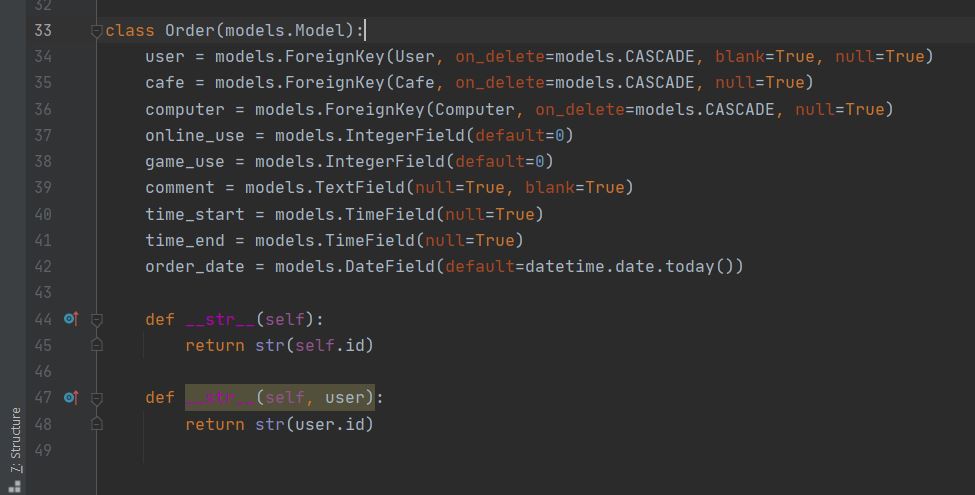 32
33 class Order(models.Model):
34 user = models.ForeignKey(User, on_delete=models.CASCADE, blank=True, null=True)
35 cafe = models.ForeignKey(Cafe, on_delete=models.CASCADE, null=True)
36 computer = models.ForeignKey(Computer, on_delete=models.CASCADE, null=True)
37 online_use = models.IntegerField(default=0)
38 game_use = models.IntegerField(default=0)
39 comment = models.TextField(null=True, blank=True)
40 time_start = models.TimeField(null=True)
41 time_end = models.TimeField(null=True)
42 order_date = models.DateField(default=datetime.date.today())
43
44 def __str__(self):
45 return str(self.id)
46
47 def __str__(self, user):
48 return str(user.id)
49
7: Structure